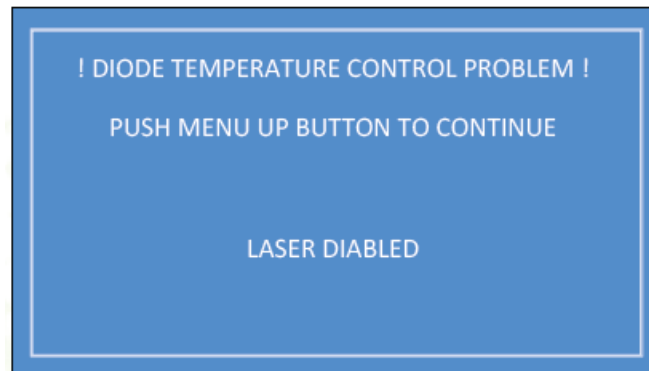 ! DIODE TEMPERATURE CONTROL PROBLEM !
PUSH MENU UP BUTTON TO CONTINUE
LASER DIABLED